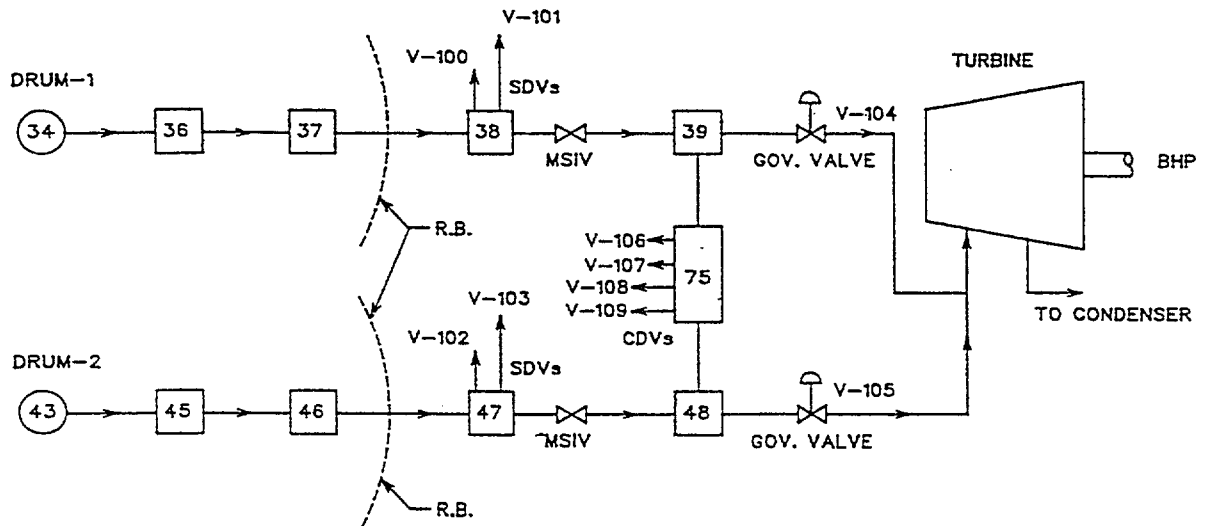 V-101
V-100
SDVs
TURBINE
DRUM-1
V-104
34
36
37
38
39
MSIV
GOV. VALVE
BHP
R.B.
V-106
V-107
V-108
V-109
75
CDVs
V-103
V-102
SDVs
TO CONDENSER
DRUM-2
V-105
43
45
46
47
48
MSIV
GOV. VALVE
R.B.